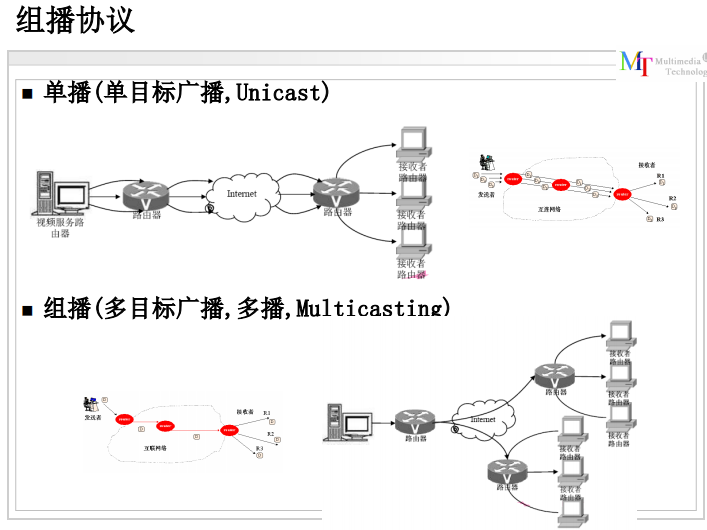 组播协议
MT Multimedia
Technolog
■ 单播(单目标广播,Unicast)
视频服务路
由器
路由器
Internet
路由器
接收者
路由器
接收者
路由器
接收者
路由器
发送者
互联网络
接收者
R1
R2
R3
■ 组播(多目标广播,多播,Multicasting)
发送者
互联网络
接收者
R1
R2
R3
路由器
Internet
路由器
路由器
接收者
路由器
接收者
路由器
接收者
路由器
接收者
路由器
接收者
路由器